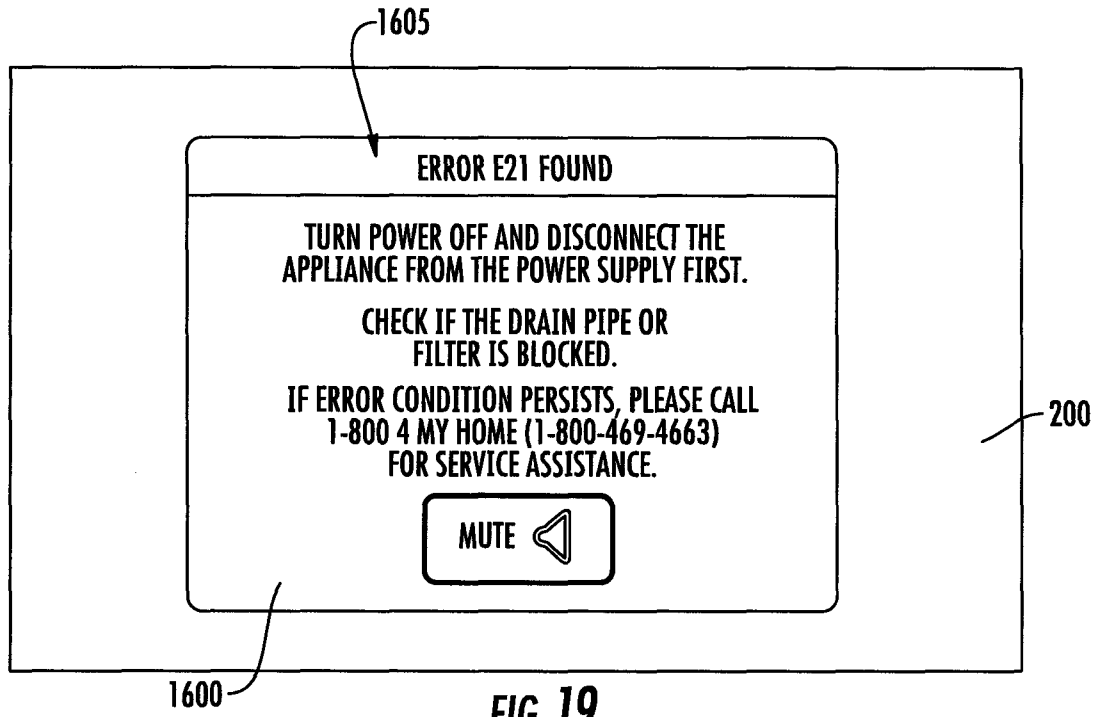 1605
ERROR E21 FOUND
TURN POWER OFF AND DISCONNECT THE
APPLIANCE FROM THE POWER SUPPLY FIRST.
CHECK IF THE DRAIN PIPE OR
FILTER IS BLOCKED.
IF ERROR CONDITION PERSISTS, PLEASE CALL
1-800 4 MY HOME (1-800-469-4663)
FOR SERVICE ASSISTANCE.
200
MUTE
1600
FIG. 19